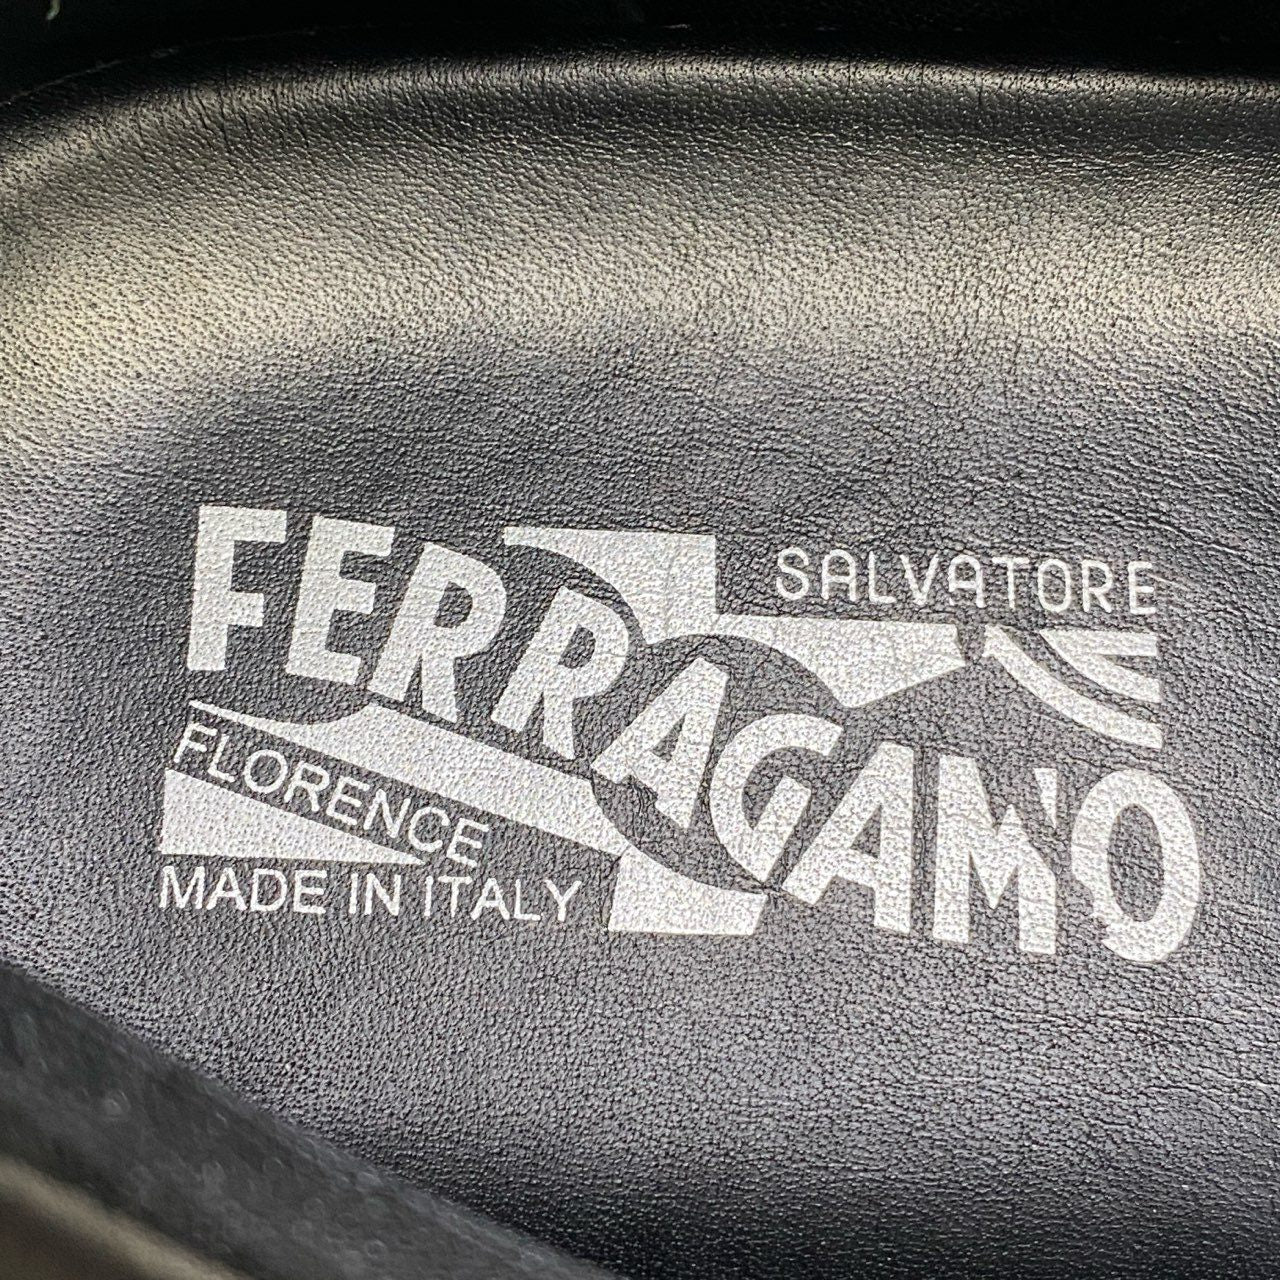 SALVATORE
FERRAGAMO
FLORENCE
MADE IN ITALY